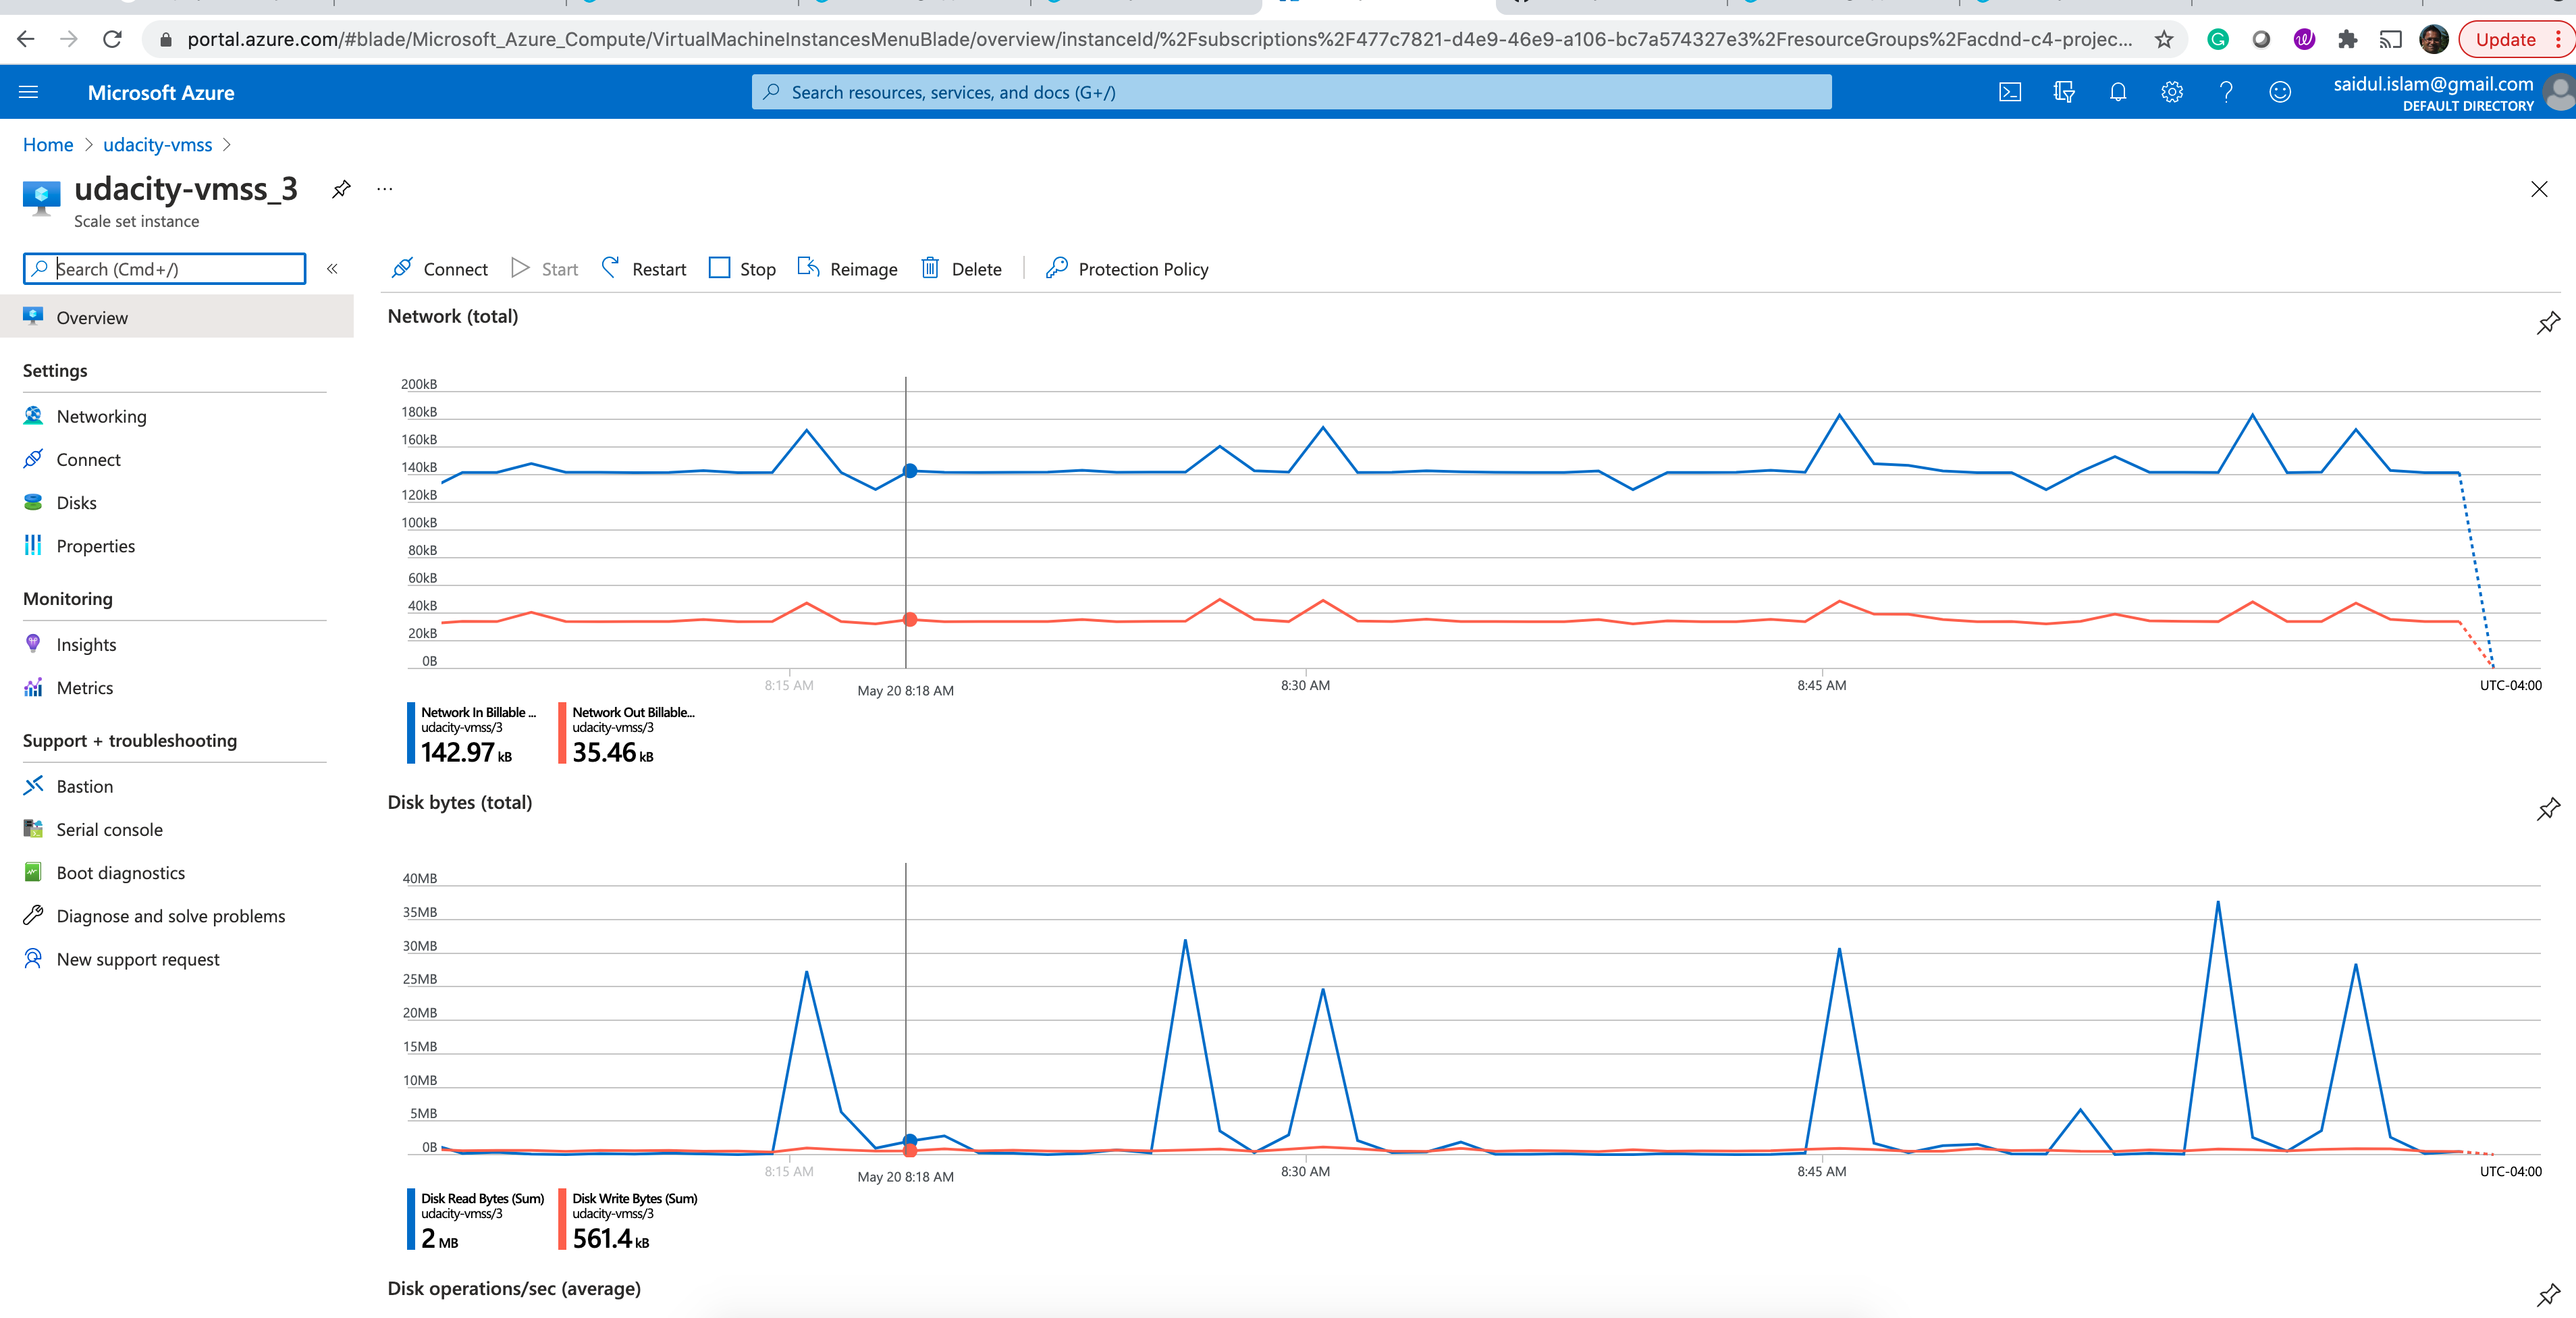 portal.azure.com/#blade/Microsoft_Azure_Compute/VirtualMachineInstancesMenuBlade/overview/instanceId/%2Fsubscriptions%2F477c7821-d4e9-46e9-a106-bc7a574327e3%2FresourceGroups%2Facdnd-c4-projec...
Update
Microsoft Azure
Search resources, services, and docs (G+/)
saidul.islam@gmail.com
DEFAULT DIRECTORY
Home > udacity-vmss >
udacity-vmss_3
...
Scale set instance
Search (Cmd+/)
«
Connect
Start
Restart
Stop
Reimage
Delete
Protection Policy
Overview
Settings
Networking
Connect
Disks
Properties
Monitoring
Insights
Metrics
Support + troubleshooting
Bastion
Serial console
Boot diagnostics
Diagnose and solve problems
New support request
Network (total)
200kB
180kB
160kB
140kB
120kB
100kB
80kB
60kB
40kB
20kB
0B
8:15 AM
May 20 8:18 AM
8:30 AM
8:45 AM
UTC-04:00
Network In Billable ...
udacity-vmss/3
142.97 kB
Network Out Billable...
udacity-vmss/3
35.46 kB
Disk bytes (total)
40MB
35MB
30MB
25MB
20MB
15MB
10MB
5MB
0B
8:15 AM
May 20 8:18 AM
8:30 AM
8:45 AM
UTC-04:00
Disk Read Bytes (Sum)
udacity-vmss/3
2 MB
Disk Write Bytes (Sum)
udacity-vmss/3
561.4 kB
Disk operations/sec (average)